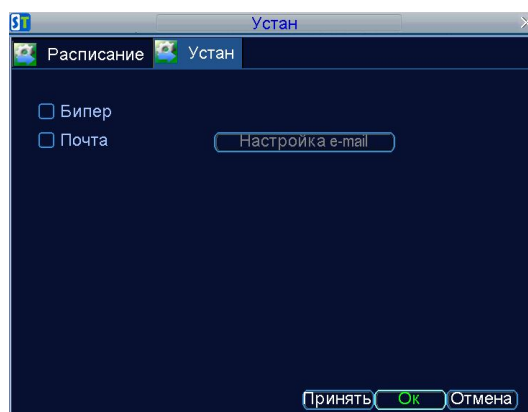 ST Устан X
Расписание Устан
Бипер
Почта Настройка e-mail
Принять Ок Отмена